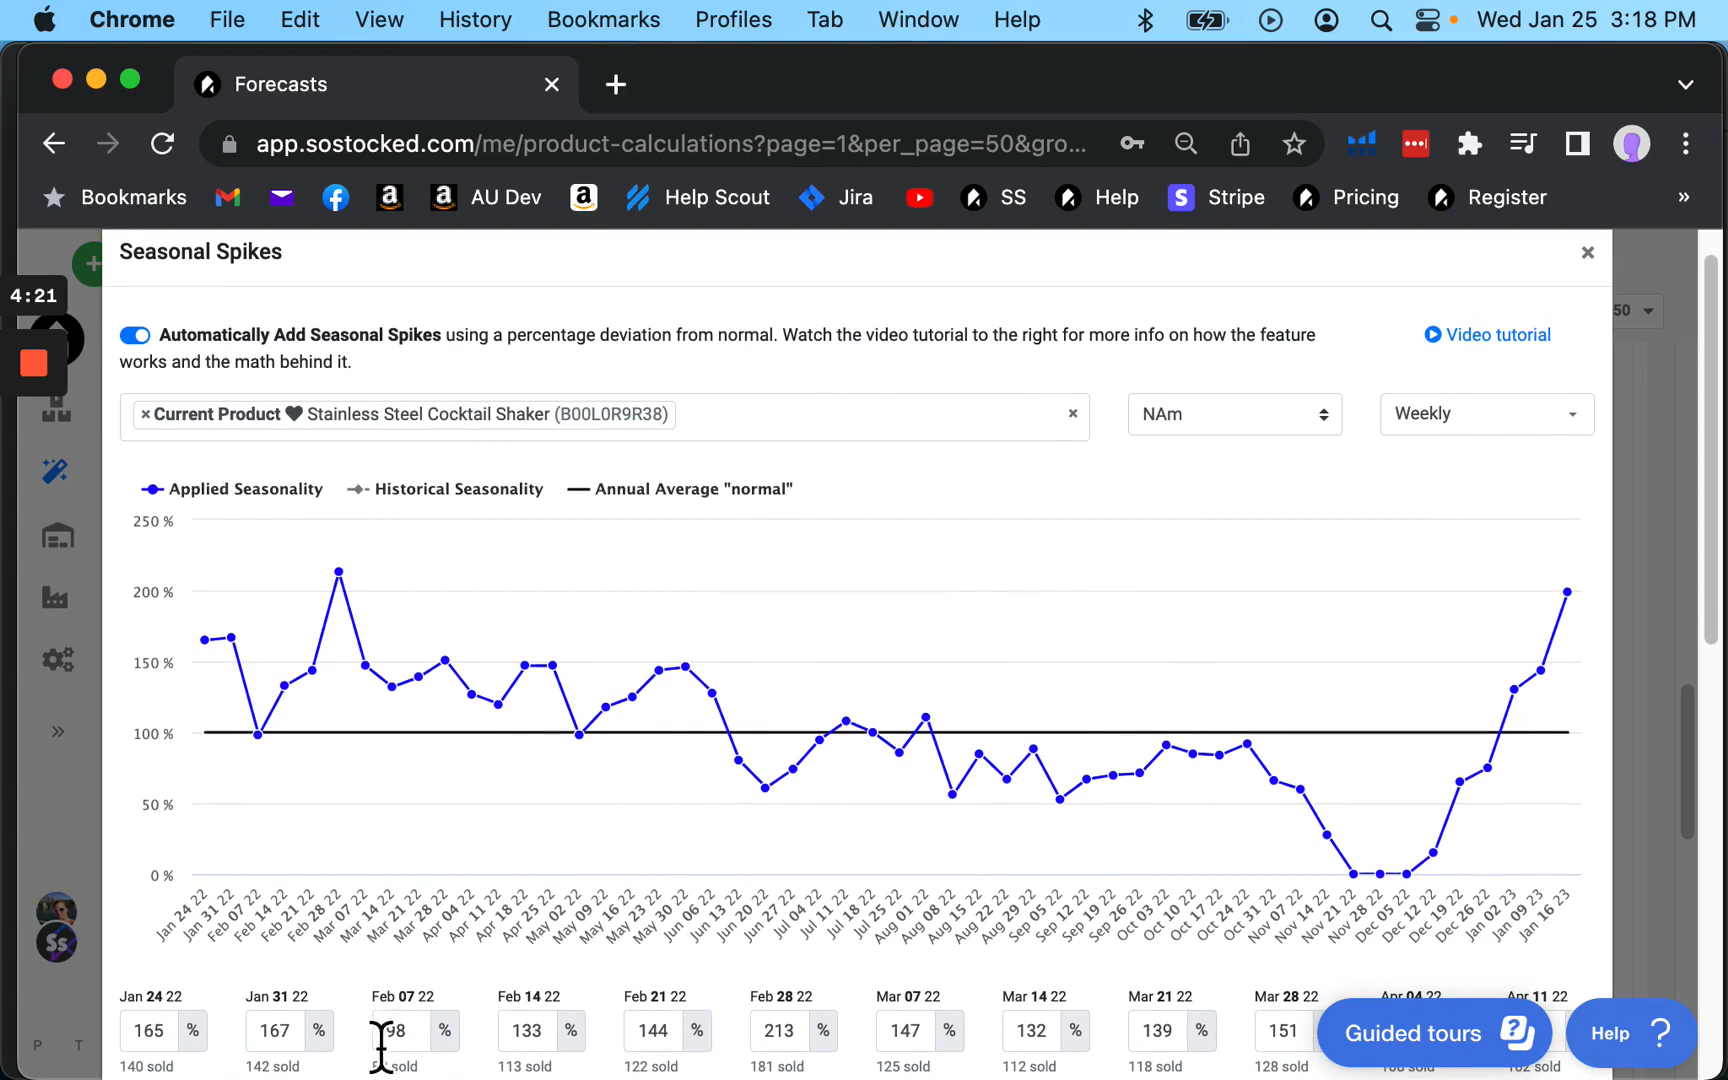 Chrome File Edit View History Bookmarks Profiles Tab Window Help Wed Jan 25 3:18 PM
Forecasts
app.sostocked.com/me/product-calculations?page=1&per_page=50&gro...
Bookmarks AU Dev Help Scout Jira SS Help Stripe Pricing Register »
Seasonal Spikes
4:21
50
Automatically Add Seasonal Spikes using a percentage deviation from normal. Watch the video tutorial to the right for more info on how the feature
works and the math behind it.
Video tutorial
×Current Product 🖤 Stainless Steel Cocktail Shaker (B00L0R9R38) ×
NAm
Weekly
Applied Seasonality Historical Seasonality Annual Average "normal"
250 %
200 %
150 %
100 %
50 %
0 %
Jan 24 22 Jan 31 22 Feb 07 22 Feb 14 22 Feb 21 22 Feb 28 22 Mar 07 22 Mar 14 22 Mar 21 22 Mar 28 22 Apr 04 22 Apr 11 22 Apr 18 22 Apr 25 22 May 02 22 May 09 22 May 16 22 May 23 22 May 30 22 Jun 06 22 Jun 13 22 Jun 20 22 Jun 27 22 Jul 04 22 Jul 11 22 Jul 18 22 Jul 25 22 Aug 01 22 Aug 08 22 Aug 15 22 Aug 22 22 Aug 29 22 Sep 05 22 Sep 12 22 Sep 19 22 Sep 26 22 Oct 03 22 Oct 10 22 Oct 17 22 Oct 24 22 Oct 31 22 Nov 07 22 Nov 14 22 Nov 21 22 Nov 28 22 Dec 05 22 Dec 12 22 Dec 19 22 Dec 26 22 Jan 02 23 Jan 09 23 Jan 16 23
Ss
Jan 24 22 Jan 31 22 Feb 07 22 Feb 14 22 Feb 21 22 Feb 28 22 Mar 07 22 Mar 14 22 Mar 21 22 Mar 28 22 Apr 04 22 Apr 11 22
165 % 167 % 98 % 133 % 144 % 213 % 147 % 132 % 139 % 151
Guided tours
Help ?
P T
140 sold 142 sold sold 113 sold 122 sold 181 sold 125 sold 112 sold 118 sold 128 sold sold 102 sold